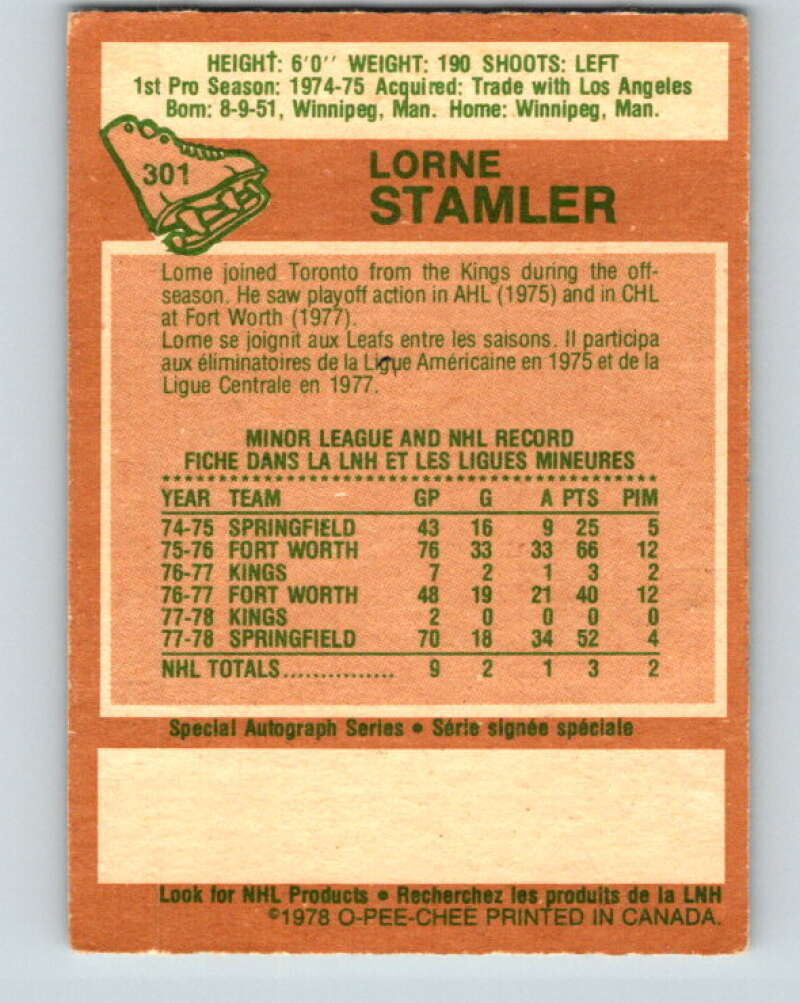 HEIGHT: 6'0'' WEIGHT: 190 SHOOTS: LEFT
1st Pro Season: 1974-75 Acquired: Trade with Los Angeles
Born: 8-9-51, Winnipeg, Man. Home: Winnipeg, Man.
301
LORNE
STAMLER
Lorne joined Toronto from the Kings during the off-
season. He saw playoff action in AHL (1975) and in CHL
at Fort Worth (1977).
Lorne se joignit aux Leafs entre les saisons. Il participa
aux éliminatoires de la Ligue Américaine en 1975 et de la
Ligue Centrale en 1977.
MINOR LEAGUE AND NHL RECORD
FICHE DANS LA LNH ET LES LIGUES MINEURES
YEAR TEAM GP G A PTS PIM
74-75 SPRINGFIELD 43 16 9 25 5
75-76 FORT WORTH 76 33 33 66 12
76-77 KINGS 7 2 1 3 2
76-77 FORT WORTH 48 19 21 40 12
77-78 KINGS 2 0 0 0 0
77-78 SPRINGFIELD 70 18 34 52 4
NHL TOTALS............... 9 2 1 3 2
Special Autograph Series • Série signée spéciale
Look for NHL Products • Recherchez les produits de la LNH
©1978 O-PEE-CHEE PRINTED IN CANADA.